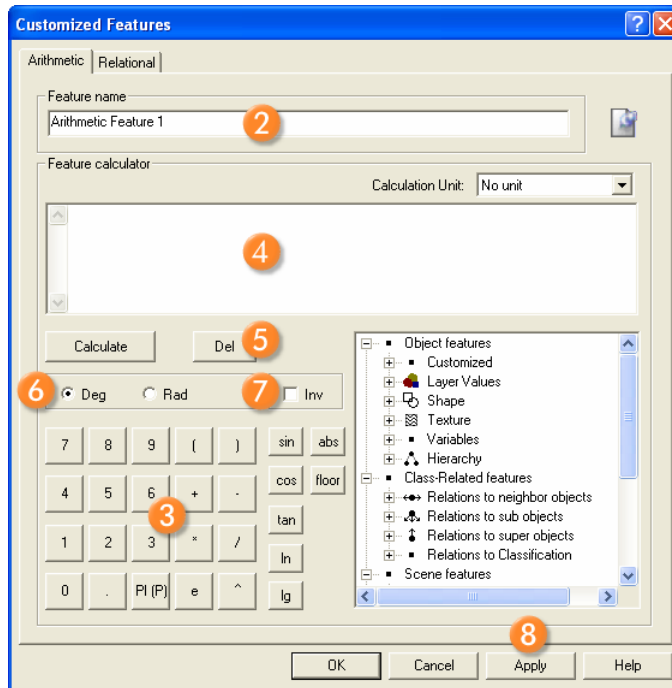 Customized Features
Arithmetic Relational
Feature name
Arithmetic Feature 1
2
Feature calculator
Calculation Unit: No unit
4
Calculate Del 5
6 Deg Rad 7 Inv
7 8 9 ( ) sin abs
4 5 6 + - cos floor
3
tan
1 2 3 * /
ln
0 . PI (P) e ^ lg
Object features
Customized
Layer Values
Shape
Texture
Variables
Hierarchy
Class-Related features
Relations to neighbor objects
Relations to sub objects
Relations to super objects
Relations to Classification
Scene features
8
OK Cancel Apply Help